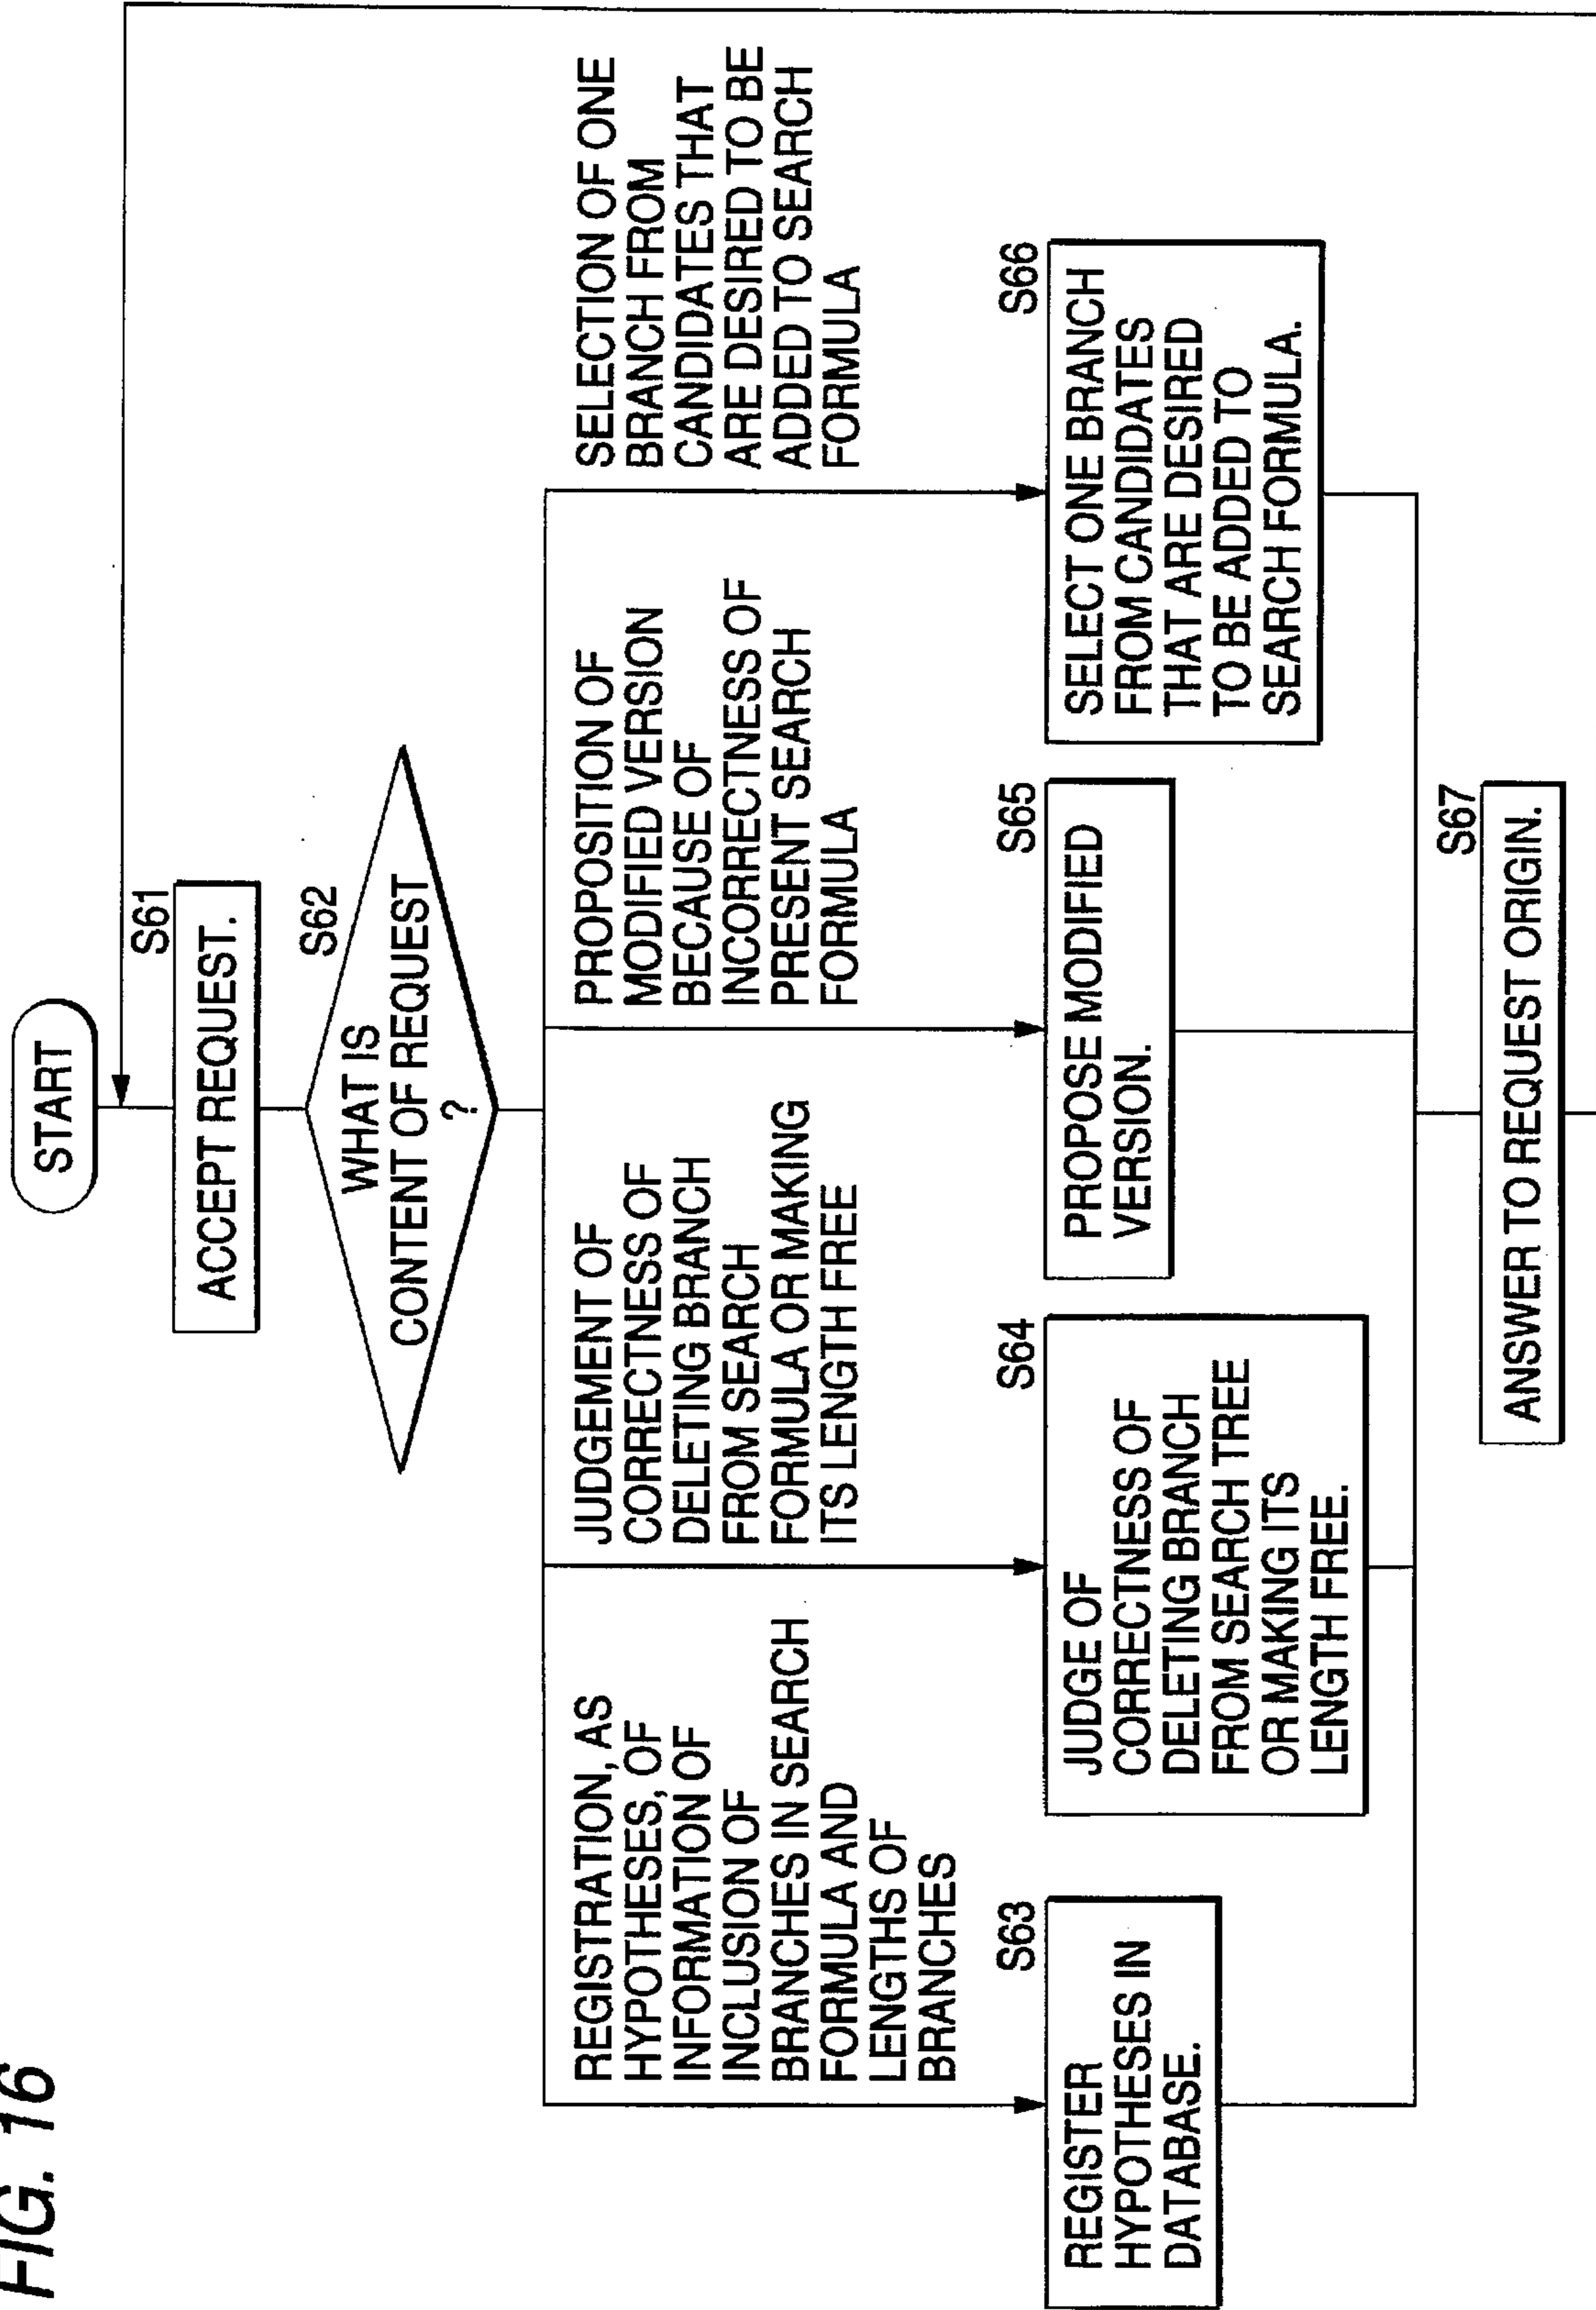 FIG. 16
START
S61
ACCEPT REQUEST.
S62
WHAT IS
CONTENT OF REQUEST
?
REGISTRATION, AS
HYPOTHESES, OF
INFORMATION OF
INCLUSION OF
BRANCHES IN SEARCH
FORMULA AND
LENGTHS OF
BRANCHES
JUDGEMENT OF
CORRECTNESS OF
DELETING BRANCH
FROM SEARCH
FORMULA OR MAKING
ITS LENGTH FREE
PROPOSITION OF
MODIFIED VERSION
BECAUSE OF
INCORRECTNESS OF
PRESENT SEARCH
FORMULA
SELECTION OF ONE
BRANCH FROM
CANDIDATES THAT
ARE DESIRED TO BE
ADDED TO SEARCH
FORMULA
S63
REGISTER
HYPOTHESES IN
DATABASE.
S64
JUDGE OF
CORRECTNESS OF
DELETING BRANCH
FROM SEARCH TREE
OR MAKING ITS
LENGTH FREE.
S65
PROPOSE MODIFIED
VERSION.
S66
SELECT ONE BRANCH
FROM CANDIDATES
THAT ARE DESIRED
TO BE ADDED TO
SEARCH FORMULA.
S67
ANSWER TO REQUEST ORIGIN.